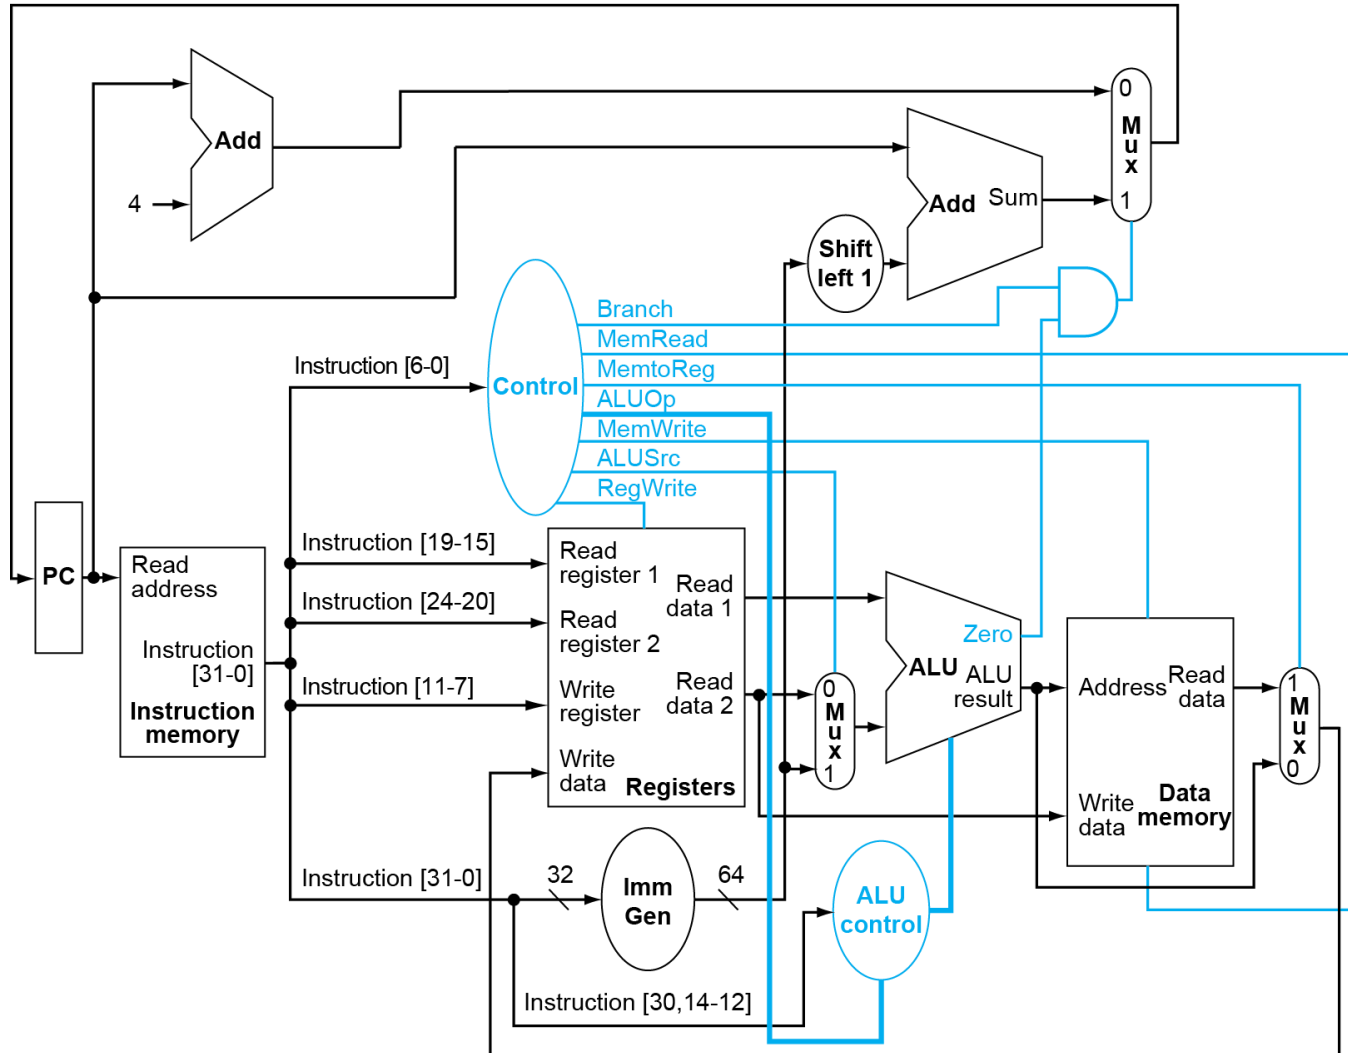 0
M
u
x
1
Add
4
Add
Sum
Shift
left 1
Branch
MemRead
MemtoReg
ALUOp
MemWrite
ALUSrc
RegWrite
Control
Instruction [6-0]
PC
Read
address
Instruction
[31-0]
Instruction
memory
Instruction [19-15]
Instruction [24-20]
Instruction [11-7]
Instruction [31-0]
Read
register 1
Read
register 2
Write
register
Write
data
Read
data 1
Read
data 2
Registers
0
M
u
x
1
Zero
ALU
ALU
result
Address
Read
data
Write
data
Data
memory
1
M
u
x
0
32
Imm
Gen
64
ALU
control
Instruction [30,14-12]